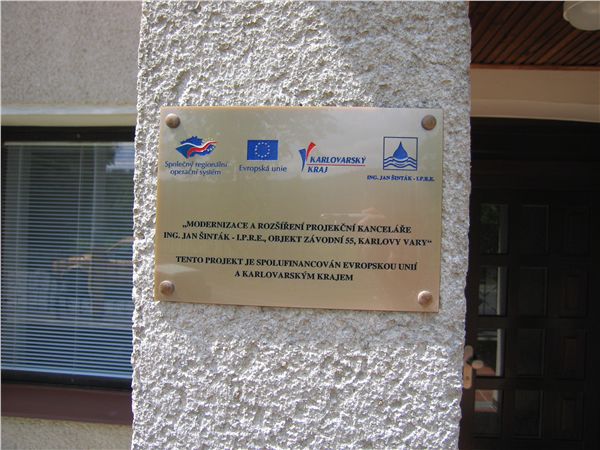 Společný regionální
operační systém
Evropská unie
KARLOVARSKÝ
KRAJ
ING. JAN ŠINTÁK - I.P.R.E.
„MODERNIZACE A ROZŠÍŘENÍ PROJEKČNÍ KANCELÁŘE
ING. JAN ŠINTÁK - I.P.R.E., OBJEKT ZÁVODNÍ 55, KARLOVY VARY“
TENTO PROJEKT JE SPOLUFINANCOVÁN EVROPSKOU UNIÍ
A KARLOVARSKÝM KRAJEM